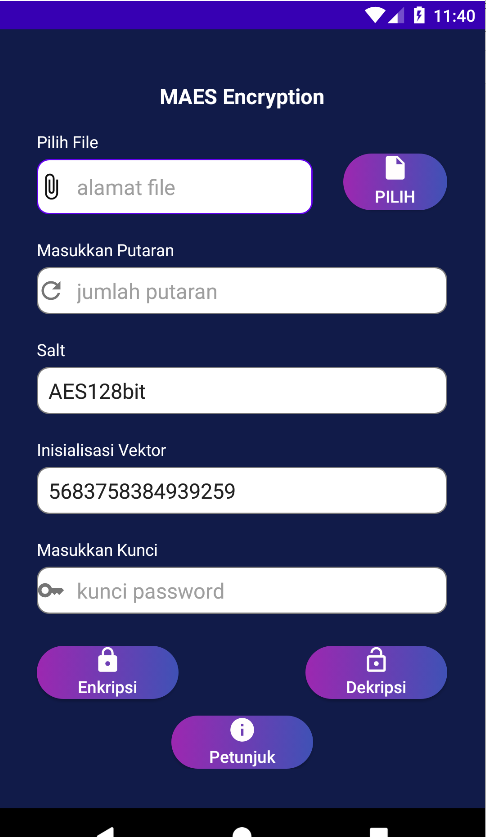 11:40
MAES Encryption
Pilih File
alamat file
PILIH
Masukkan Putaran
jumlah putaran
Salt
AES128bit
Inisialisasi Vektor
5683758384939259
Masukkan Kunci
kunci password
Enkripsi
Dekripsi
Petunjuk